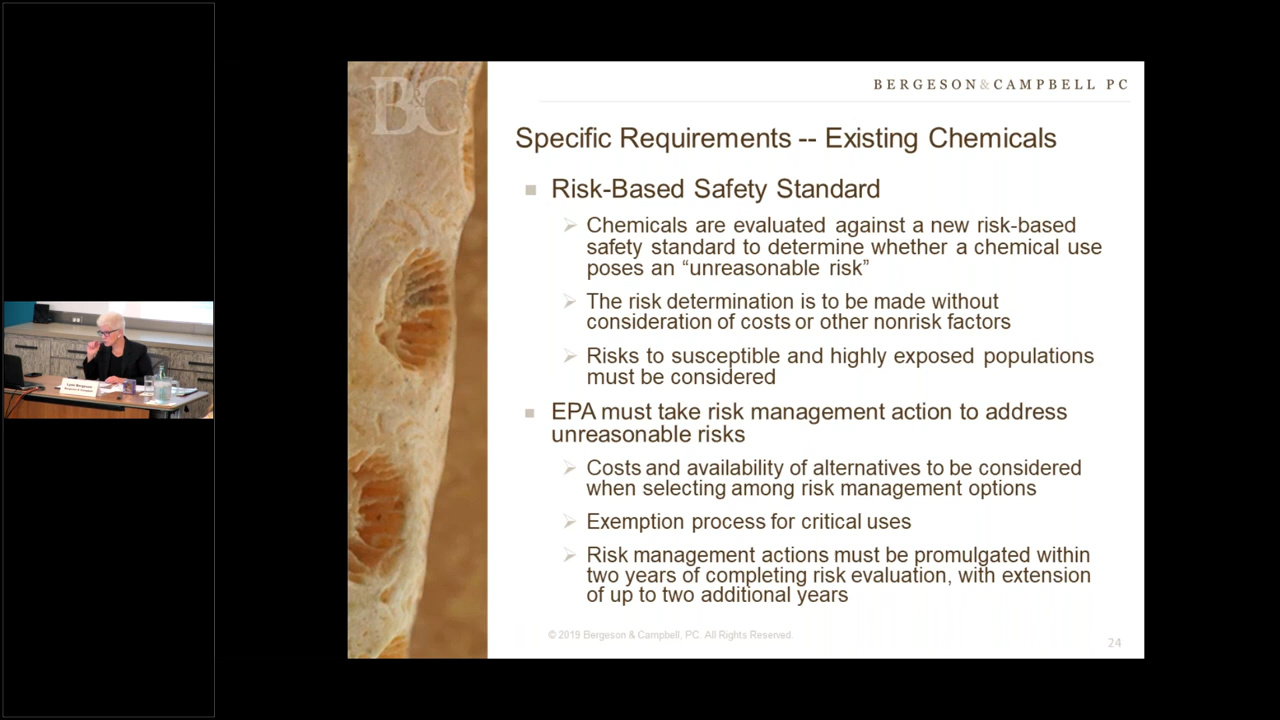 B&C
BERGESON&CAMPBELL PC
Specific Requirements -- Existing Chemicals
Risk-Based Safety Standard
Chemicals are evaluated against a new risk-based
safety standard to determine whether a chemical use
poses an “unreasonable risk”
The risk determination is to be made without
consideration of costs or other nonrisk factors
Risks to susceptible and highly exposed populations
must be considered
EPA must take risk management action to address
unreasonable risks
Costs and availability of alternatives to be considered
when selecting among risk management options
Exemption process for critical uses
Risk management actions must be promulgated within
two years of completing risk evaluation, with extension
of up to two additional years
© 2019 Bergeson & Campbell, PC. All Rights Reserved.
24
Lynn Bergeson
Bergeson & Campbell